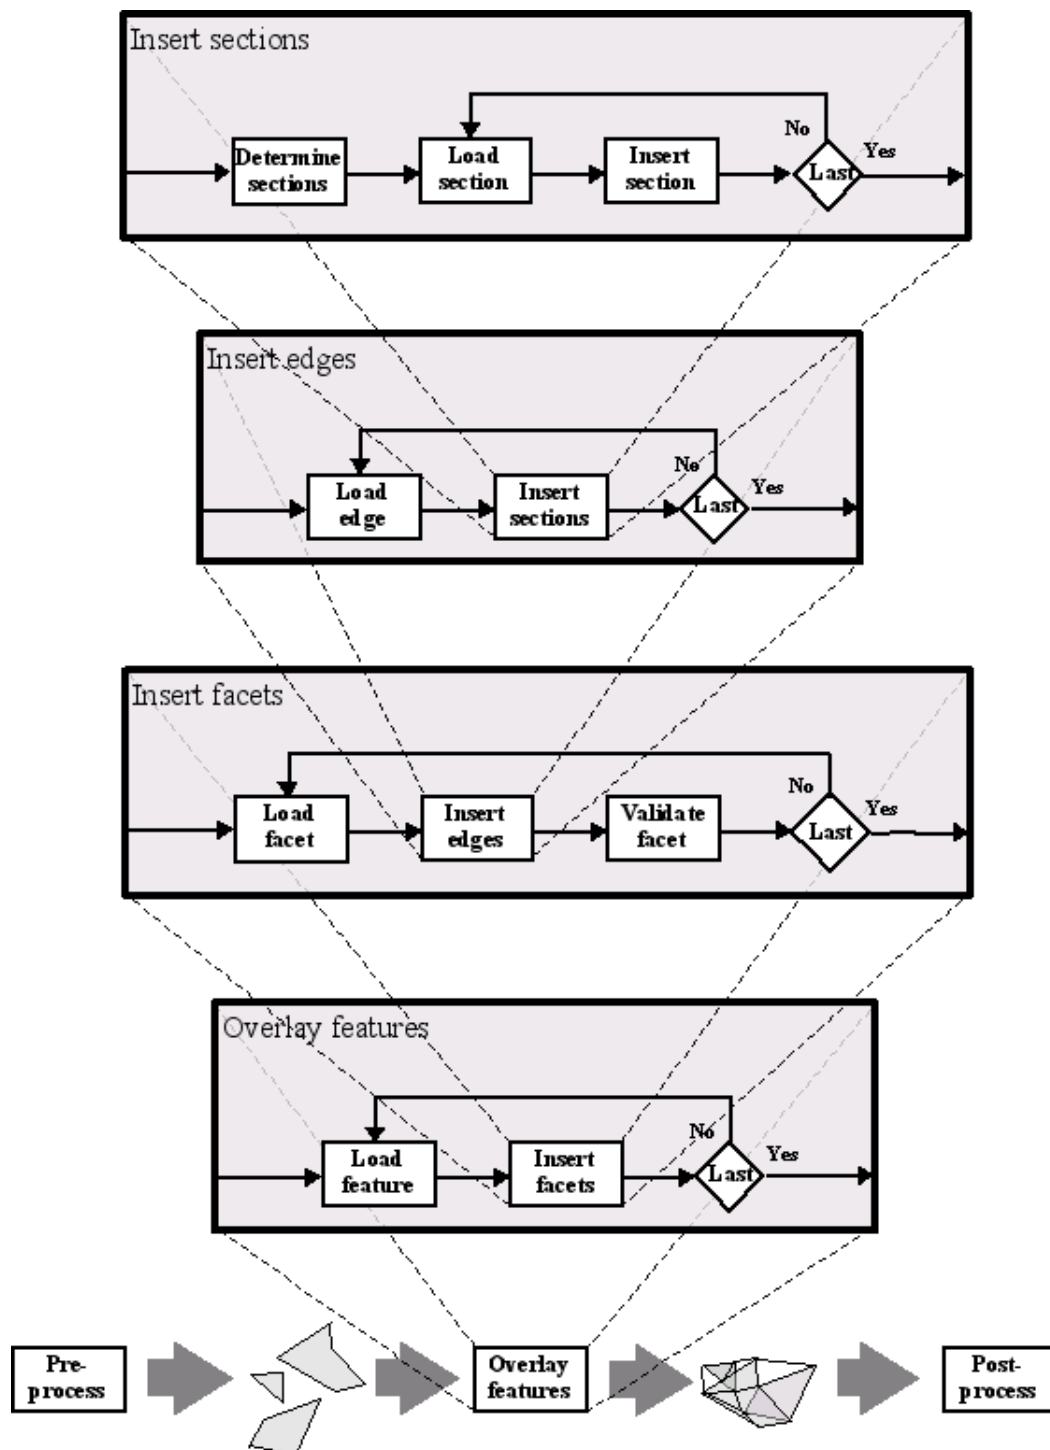 Insert sections
No
Yes
Determine
sections
Load
section
Insert
section
Last
Insert edges
No
Yes
Load
edge
Insert
sections
Last
Insert facets
No
Yes
Load
facet
Insert
edges
Validate
facet
Last
Overlay features
No
Yes
Load
feature
Insert
facets
Last
Pre-
process
Overlay
features
Post-
process